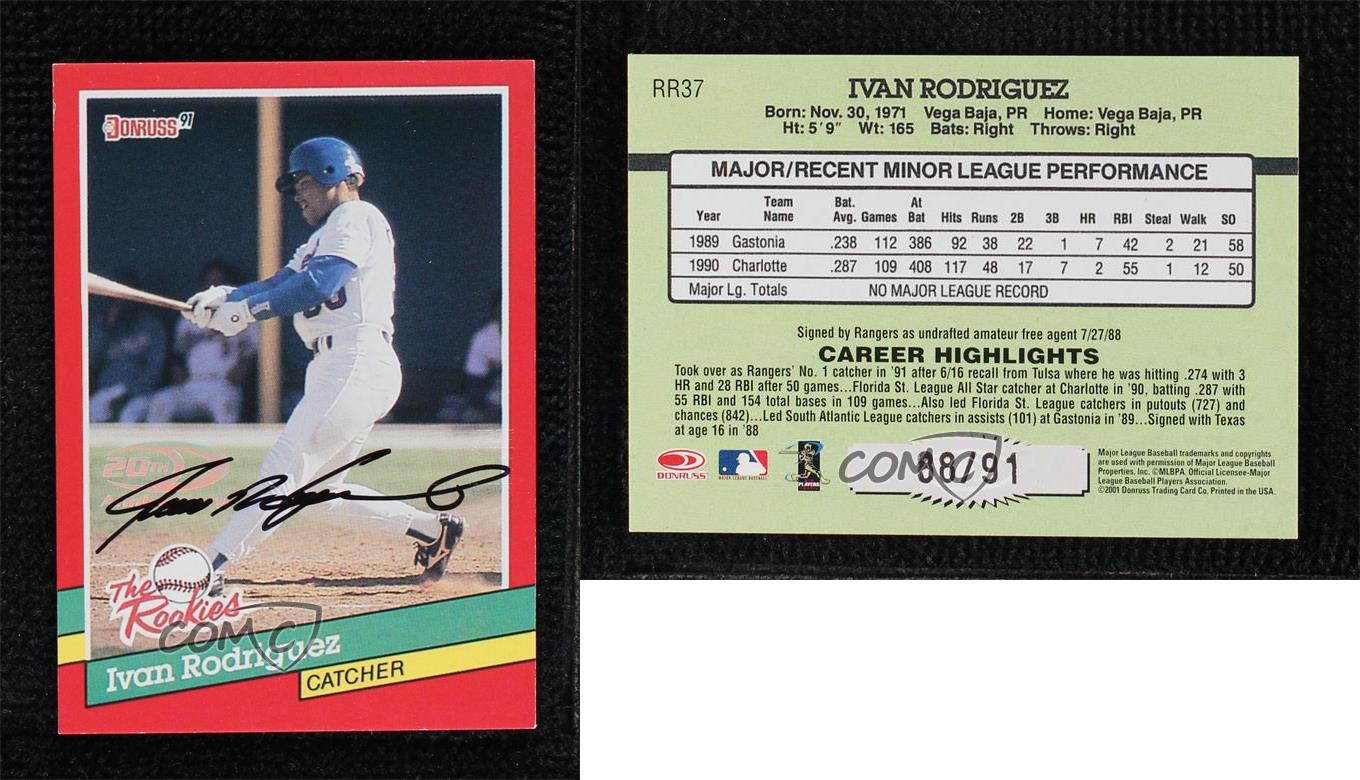 DONRUSS '91
20TH
Ivan Rodriguez
The
Rookies
COMC
Ivan Rodriguez
CATCHER
RR37
IVAN RODRIGUEZ
Born: Nov. 30, 1971 Vega Baja, PR Home: Vega Baja, PR
Ht: 5'9" Wt: 165 Bats: Right Throws: Right
MAJOR/RECENT MINOR LEAGUE PERFORMANCE
Year Team Name Bat. Avg. Games At Bat Hits Runs 2B 3B HR RBI Steal Walk SO
1989 Gastonia .238 112 386 92 38 22 1 7 42 2 21 58
1990 Charlotte .287 109 408 117 48 17 7 2 55 1 12 50
Major Lg. Totals NO MAJOR LEAGUE RECORD
Signed by Rangers as undrafted amateur free agent 7/27/88
CAREER HIGHLIGHTS
Took over as Rangers' No. 1 catcher in '91 after 6/16 recall from Tulsa where he was hitting .274 with 3
HR and 28 RBI after 50 games...Florida St. League All Star catcher at Charlotte in '90, batting .287 with
55 RBI and 154 total bases in 109 games...Also led Florida St. League catchers in putouts (727) and
chances (842)...Led South Atlantic League catchers in assists (101) at Gastonia in '89...Signed with Texas
at age 16 in '88
DONRUSS
MAJOR LEAGUE BASEBALL
PLAYERS
COMC
88/91
Major League Baseball trademarks and copyrights
are used with permission of Major League Baseball
Properties, Inc. ©MLBPA. Official Licensee-Major
League Baseball Players Association.
©2001 Donruss Trading Card Co. Printed in the USA.